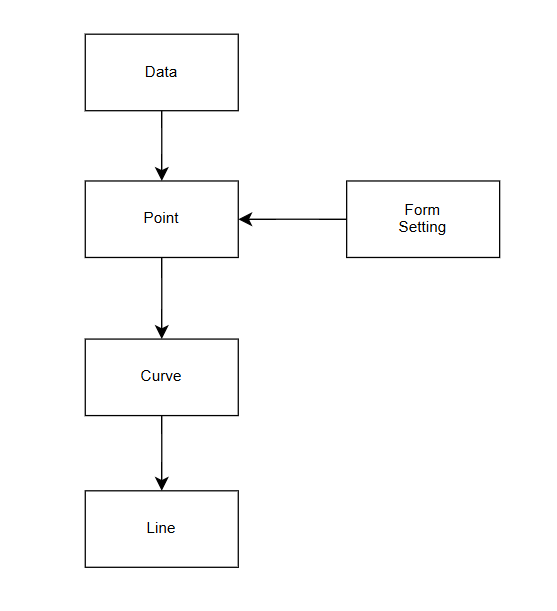 Data
Point
Form
Setting
Curve
Line